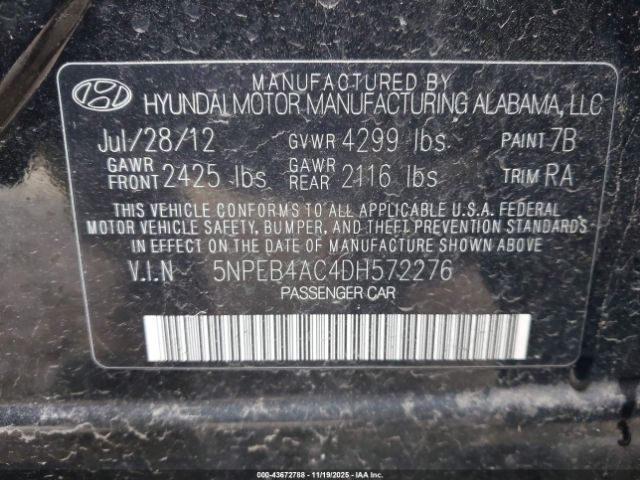 MANUFACTURED BY
HYUNDAI MOTOR MANUFACTURING ALABAMA, LLC
Jul/28/12 GVWR 4299 lbs PAINT 7B
GAWR FRONT 2425 lbs GAWR REAR 2116 lbs TRIM RA
THIS VEHICLE CONFORMS TO ALL APPLICABLE U.S.A. FEDERAL
MOTOR VEHICLE SAFETY, BUMPER, AND THEFT PREVENTION STANDARDS
IN EFFECT ON THE DATE OF MANUFACTURE SHOWN ABOVE.
V.I.N 5NPEB4AC4DH572276
PASSENGER CAR
000-43672788 - 11/19/2025 - IAAI.COM